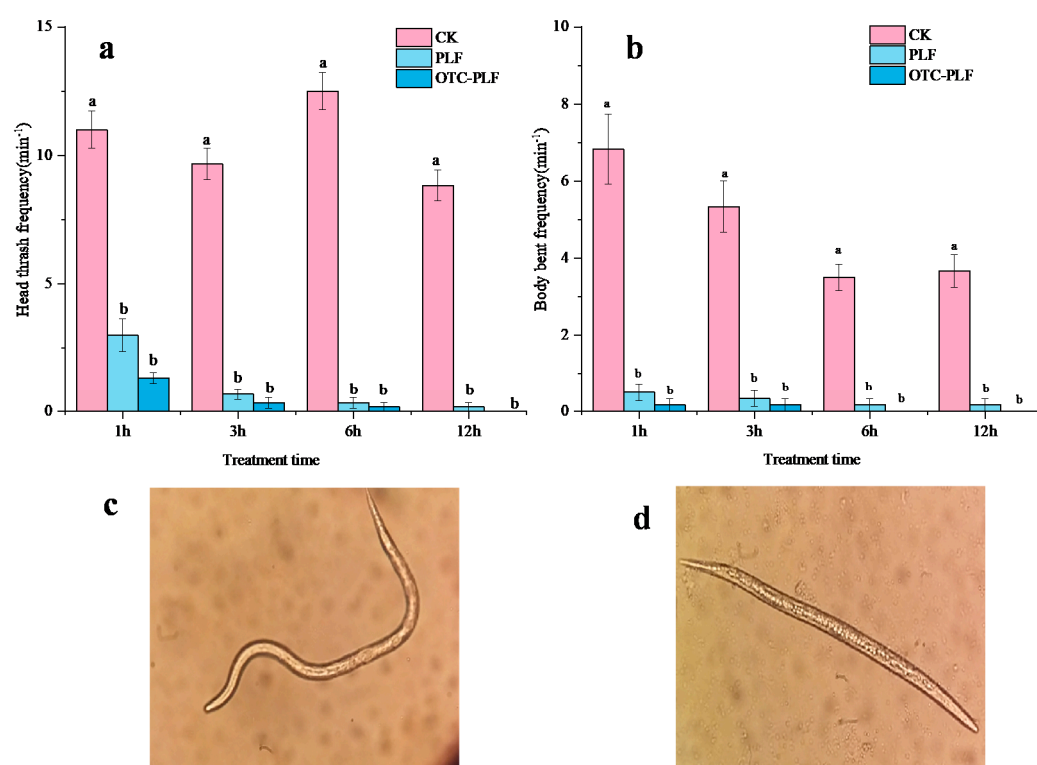 a
CK
PLF
OTC-PLF
15
10
5
0
Head thrash frequency(min⁻¹)
a
a
a
a
b
b
b
b
b
b
b
b
1h
3h
6h
12h
Treatment time
b
CK
PLF
OTC-PLF
10
8
6
4
2
0
Body bent frequency(min⁻¹)
a
a
a
a
b
b
b
b
b
b
b
b
1h
3h
6h
12h
Treatment time
c
d